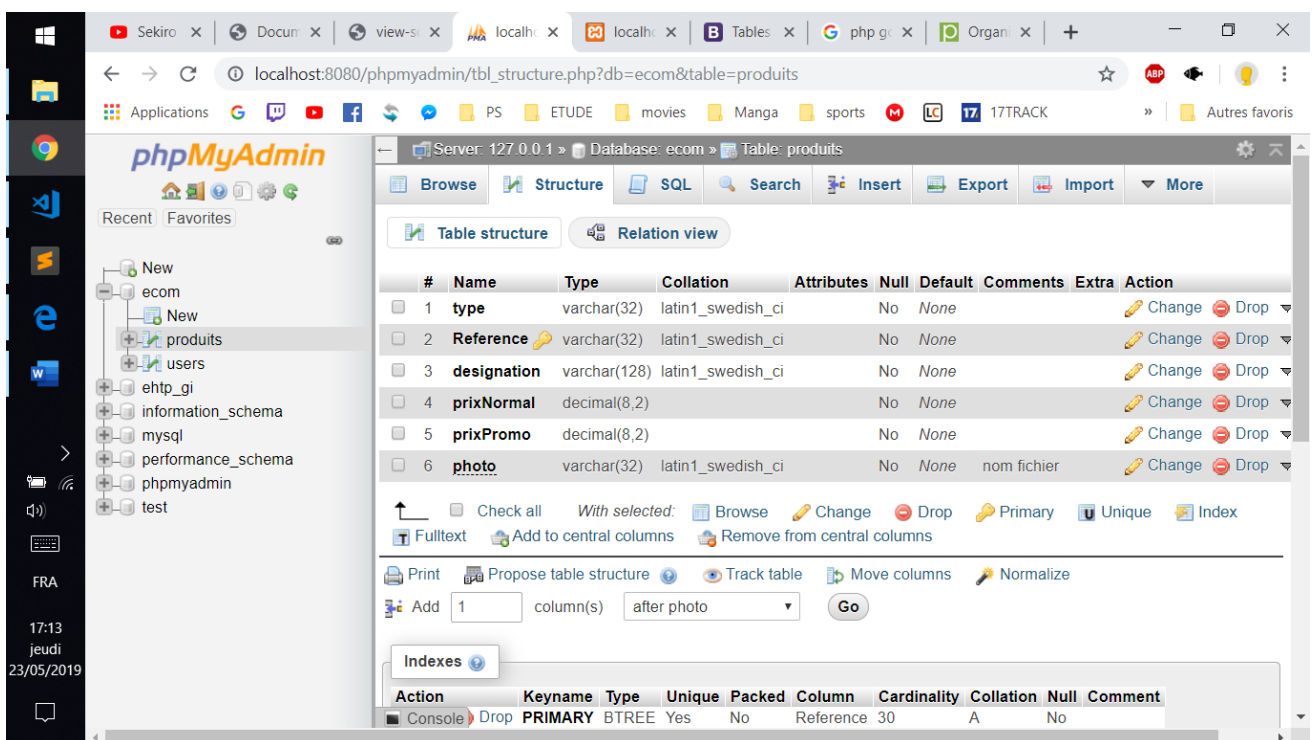 Sekiro Docum view-s localho localho Tables php g Organi
localhost:8080/phpmyadmin/tbl_structure.php?db=ecom&table=produits ABP
Applications PS ETUDE movies Manga sports LC 17 17TRACK » Autres favoris
phpMyAdmin
Recent Favorites
New
ecom
New
produits
users
ehtp_gi
information_schema
mysql
performance_schema
phpmyadmin
test
Server: 127.0.0.1 » Database: ecom » Table: produits
Browse Structure SQL Search Insert Export Import More
Table structure Relation view
# Name Type Collation Attributes Null Default Comments Extra Action
1 type varchar(32) latin1_swedish_ci No None Change Drop
2 Reference varchar(32) latin1_swedish_ci No None Change Drop
3 designation varchar(128) latin1_swedish_ci No None Change Drop
4 prixNormal decimal(8,2) No None Change Drop
5 prixPromo decimal(8,2) No None Change Drop
6 photo varchar(32) latin1_swedish_ci No None nom fichier Change Drop
Check all With selected: Browse Change Drop Primary Unique Index
Fulltext Add to central columns Remove from central columns
Print Propose table structure Track table Move columns Normalize
Add 1 column(s) after photo Go
Indexes
Action Keyname Type Unique Packed Column Cardinality Collation Null Comment
Console Drop PRIMARY BTREE Yes No Reference 30 A No
FRA
17:13
jeudi
23/05/2019